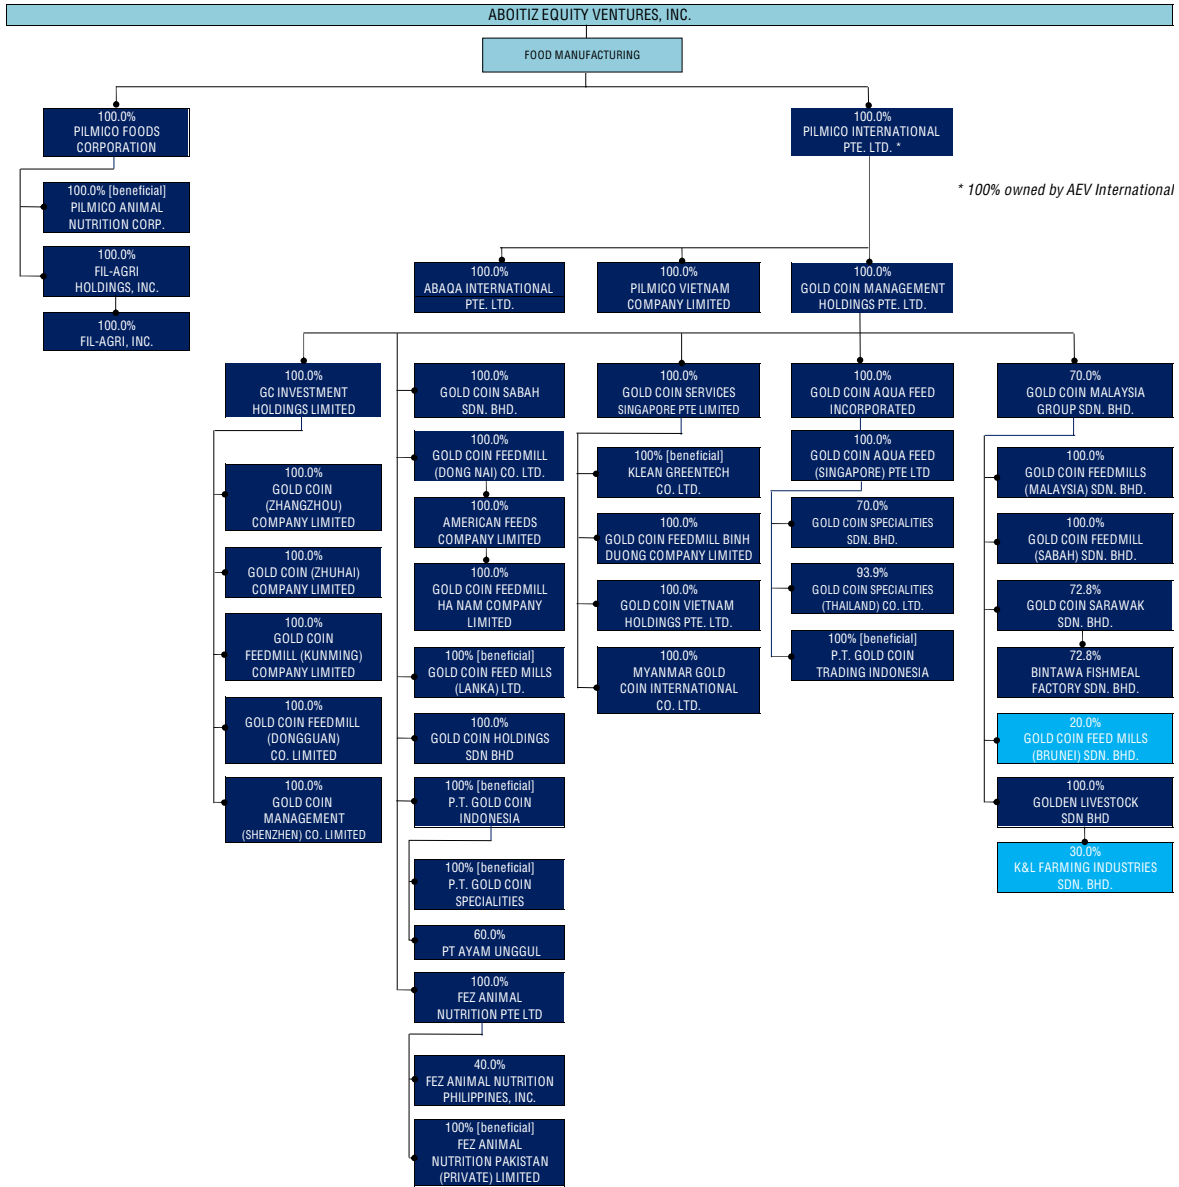 ABOITIZ EQUITY VENTURES, INC.
FOOD MANUFACTURING
100.0%
PILMICO FOODS
CORPORATION
100.0% [beneficial]
PILMICO ANIMAL
NUTRITION CORP.
100.0%
FIL-AGRI
HOLDINGS, INC.
100.0%
FIL-AGRI, INC.
100.0%
PILMICO INTERNATIONAL
PTE. LTD. *
* 100% owned by AEV International
100.0%
ABAQA INTERNATIONAL
PTE. LTD.
100.0%
PILMICO VIETNAM
COMPANY LIMITED
100.0%
GOLD COIN MANAGEMENT
HOLDINGS PTE. LTD.
100.0%
GC INVESTMENT
HOLDINGS LIMITED
100.0%
GOLD COIN
(ZHANGZHOU)
COMPANY LIMITED
100.0%
GOLD COIN (ZHUHAI)
COMPANY LIMITED
100.0%
GOLD COIN
FEEDMILL (KUNMING)
COMPANY LIMITED
100.0%
GOLD COIN FEEDMILL
(DONGGUAN)
CO. LIMITED
100.0%
GOLD COIN
MANAGEMENT
(SHENZHEN) CO. LIMITED
100.0%
GOLD COIN SABAH
SDN. BHD.
100.0%
GOLD COIN FEEDMILL
(DONG NAI) CO. LTD.
100.0%
AMERICAN FEEDS
COMPANY LIMITED
100.0%
GOLD COIN FEEDMILL
HA NAM COMPANY
LIMITED
100% [beneficial]
GOLD COIN FEED MILLS
(LANKA) LTD.
100.0%
GOLD COIN HOLDINGS
SDN BHD
100% [beneficial]
P.T. GOLD COIN
INDONESIA
100% [beneficial]
P.T. GOLD COIN
SPECIALITIES
60.0%
PT AYAM UNGGUL
100.0%
FEZ ANIMAL
NUTRITION PTE LTD
40.0%
FEZ ANIMAL NUTRITION
PHILIPPINES, INC.
100% [beneficial]
FEZ ANIMAL
NUTRITION PAKISTAN
(PRIVATE) LIMITED
100.0%
GOLD COIN SERVICES
SINGAPORE PTE LIMITED
100% [beneficial]
KLEAN GREENTECH
CO. LTD.
100.0%
GOLD COIN FEEDMILL BINH
DUONG COMPANY LIMITED
100.0%
GOLD COIN VIETNAM
HOLDINGS PTE. LTD.
100.0%
MYANMAR GOLD
COIN INTERNATIONAL
CO. LTD.
100.0%
GOLD COIN AQUA FEED
INCORPORATED
100.0%
GOLD COIN AQUA FEED
(SINGAPORE) PTE LTD
70.0%
GOLD COIN SPECIALITIES
SDN. BHD.
93.9%
GOLD COIN SPECIALITIES
(THAILAND) CO. LTD.
100% [beneficial]
P.T. GOLD COIN
TRADING INDONESIA
70.0%
GOLD COIN MALAYSIA
GROUP SDN. BHD.
100.0%
GOLD COIN FEEDMILLS
(MALAYSIA) SDN. BHD.
100.0%
GOLD COIN FEEDMILL
(SABAH) SDN. BHD.
72.8%
GOLD COIN SARAWAK
SDN. BHD.
72.8%
BINTAWA FISHMEAL
FACTORY SDN. BHD.
20.0%
GOLD COIN FEED MILLS
(BRUNEI) SDN. BHD.
100.0%
GOLDEN LIVESTOCK
SDN BHD
30.0%
K&L FARMING INDUSTRIES
SDN. BHD.